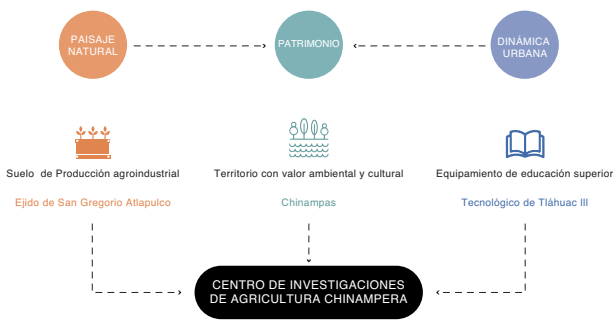 PAISAJE
NATURAL
PATRIMONIO
DINÁMICA
URBANA
Suelo de Producción agroindustrial
Territorio con valor ambiental y cultural
Equipamiento de educación superior
Ejido de San Gregorio Atlapulco
Chinampas
Tecnológico de Tláhuac III
CENTRO DE INVESTIGACIONES
DE AGRICULTURA CHINAMPERA